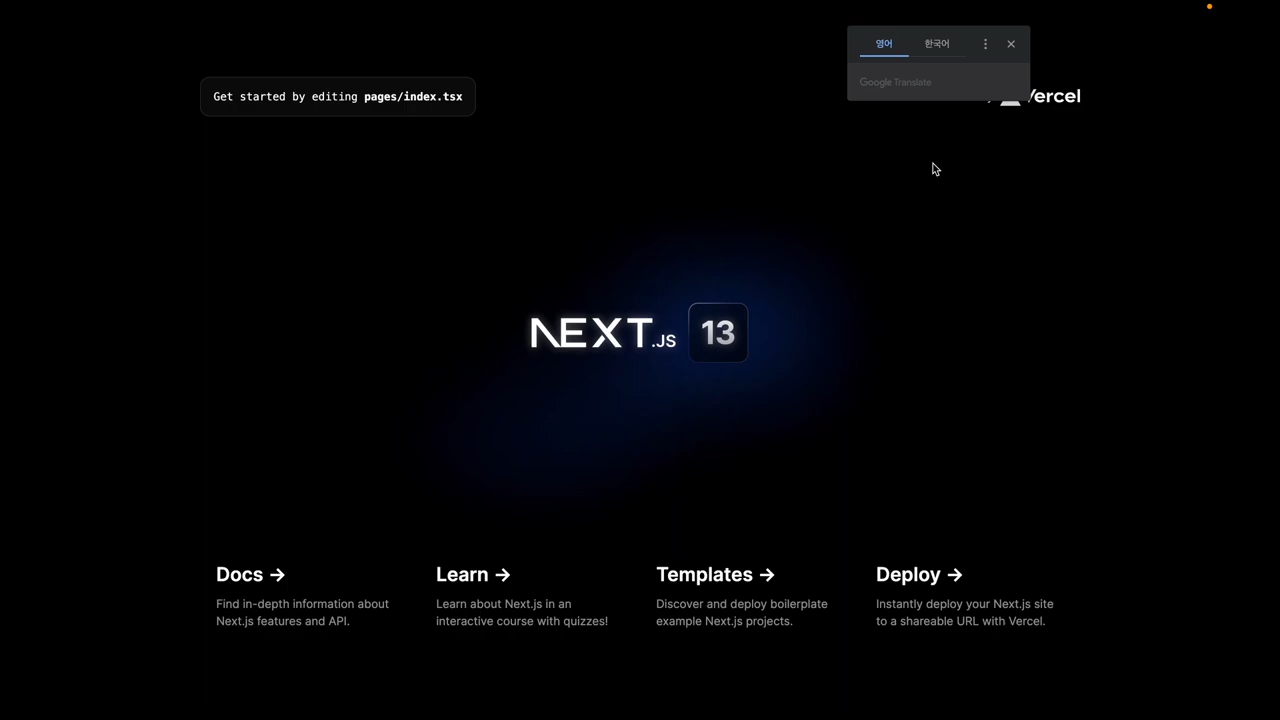 영어 한국어
Google Translate
Get started by editing pages/index.tsx
Vercel
NEXT.JS 13
Docs →
Find in-depth information about
Next.js features and API.
Learn →
Learn about Next.js in an
interactive course with quizzes!
Templates →
Discover and deploy boilerplate
example Next.js projects.
Deploy →
Instantly deploy your Next.js site
to a shareable URL with Vercel.